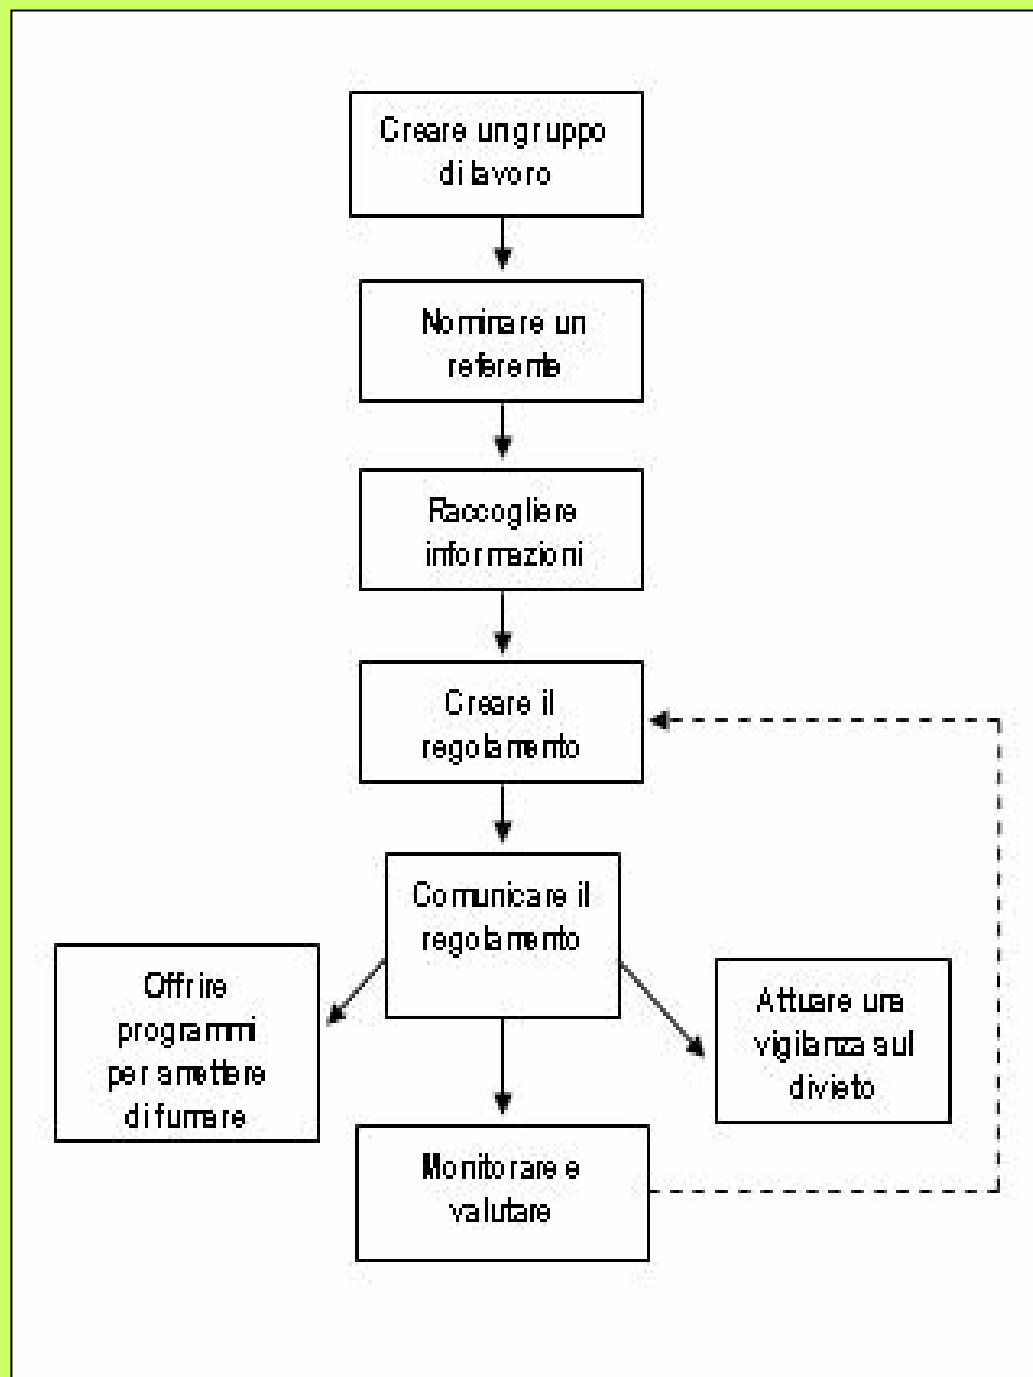 Creare un gruppo
di lavoro
Nominare un
referente
Raccogliere
informazioni
Creare il
regolamento
Comunicare il
regolamento
Offrire
programmi
per smettere
di fumare
Attuare una
vigilanza sul
divieto
Monitorare e
valutare